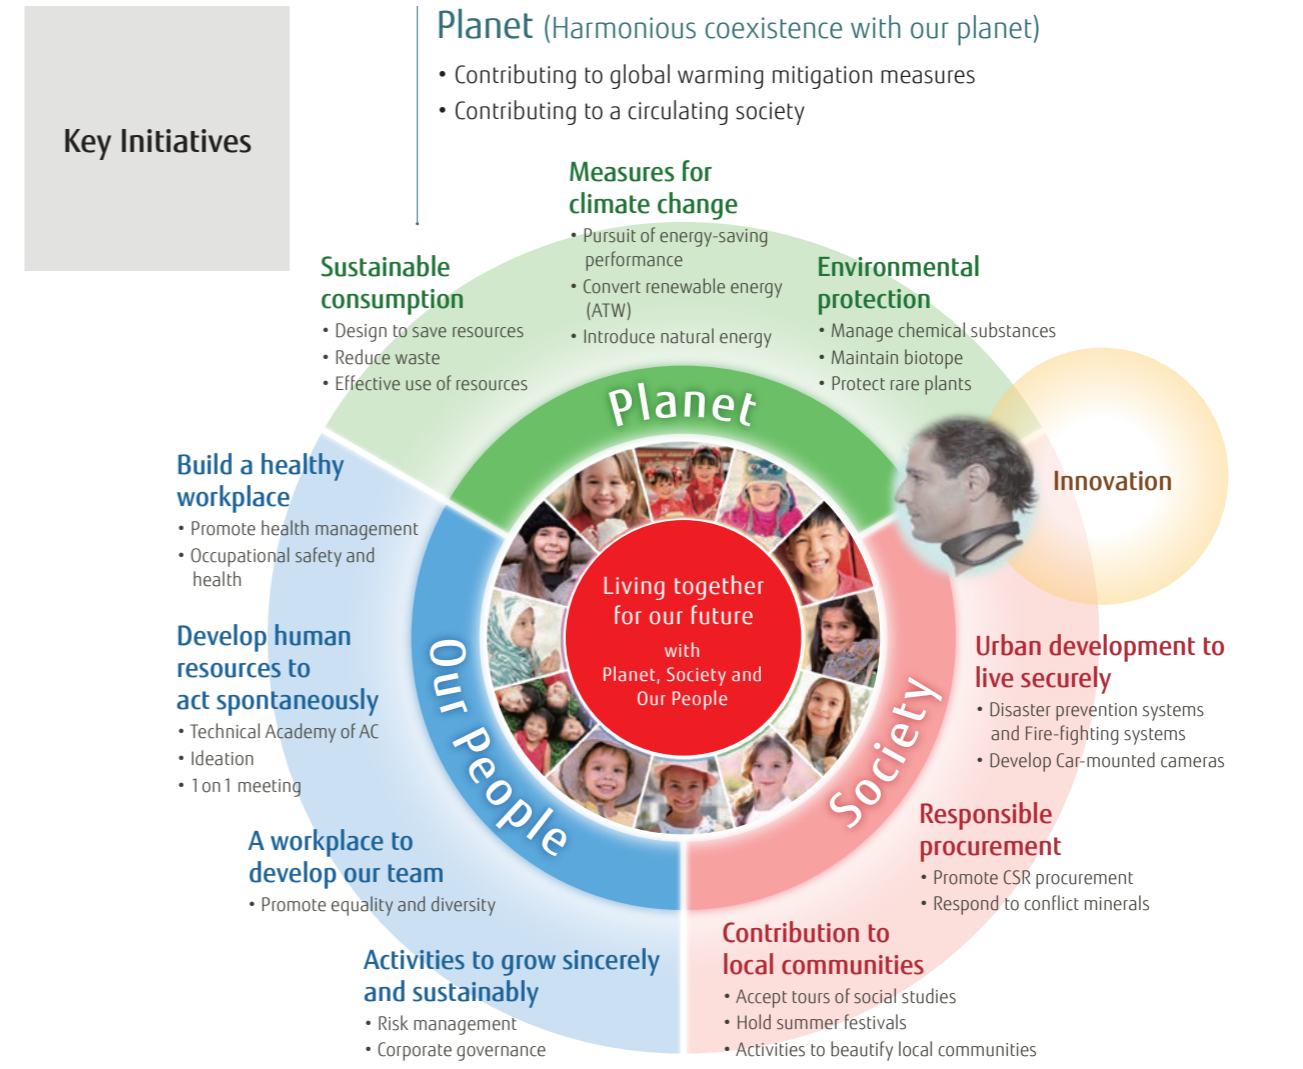 Key Initiatives
Planet (Harmonious coexistence with our planet)
• Contributing to global warming mitigation measures
• Contributing to a circulating society
Measures for
climate change
• Pursuit of energy-saving
performance
• Convert renewable energy
(ATW)
• Introduce natural energy
Sustainable
consumption
• Design to save resources
• Reduce waste
• Effective use of resources
Environmental
protection
• Manage chemical substances
• Maintain biotope
• Protect rare plants
Planet
Innovation
Build a healthy
workplace
• Promote health management
• Occupational safety and
health
Develop human
resources to
act spontaneously
• Technical Academy of AC
• Ideation
• 1on1 meeting
A workplace to
develop our team
• Promote equality and diversity
Activities to grow sincerely
and sustainably
• Risk management
• Corporate governance
Our People
Living together
for our future
with
Planet, Society and
Our People
Society
Urban development to
live securely
• Disaster prevention systems
and Fire-fighting systems
• Develop Car-mounted cameras
Responsible
procurement
• Promote CSR procurement
• Respond to conflict minerals
Contribution to
local communities
• Accept tours of social studies
• Hold summer festivals
• Activities to beautify local communities